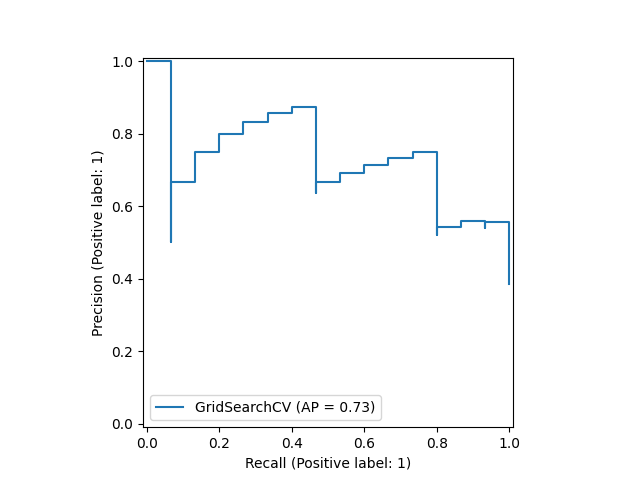 1.0
0.8
0.6
0.4
0.2
0.0
Precision (Positive label: 1)
GridSearchCV (AP = 0.73)
0.0 0.2 0.4 0.6 0.8 1.0
Recall (Positive label: 1)